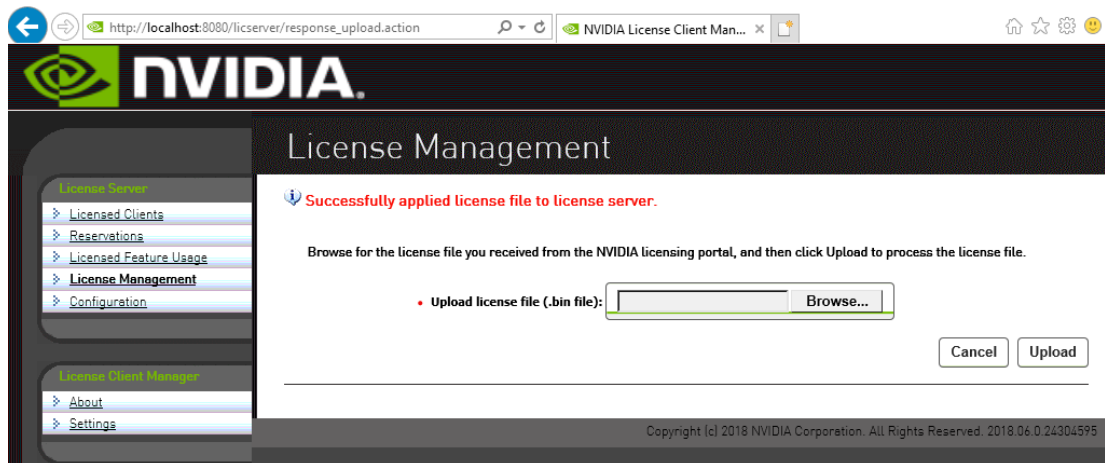 http://localhost:8080/licserver/response_upload.action
NVIDIA License Client Man...
NVIDIA.
License Management
License Server
Licensed Clients
Reservations
Licensed Feature Usage
License Management
Configuration
License Client Manager
About
Settings
Successfully applied license file to license server.
Browse for the license file you received from the NVIDIA licensing portal, and then click Upload to process the license file.
• Upload license file (.bin file):
Browse...
Cancel
Upload
Copyright (c) 2018 NVIDIA Corporation. All Rights Reserved. 2018.06.0.24304595